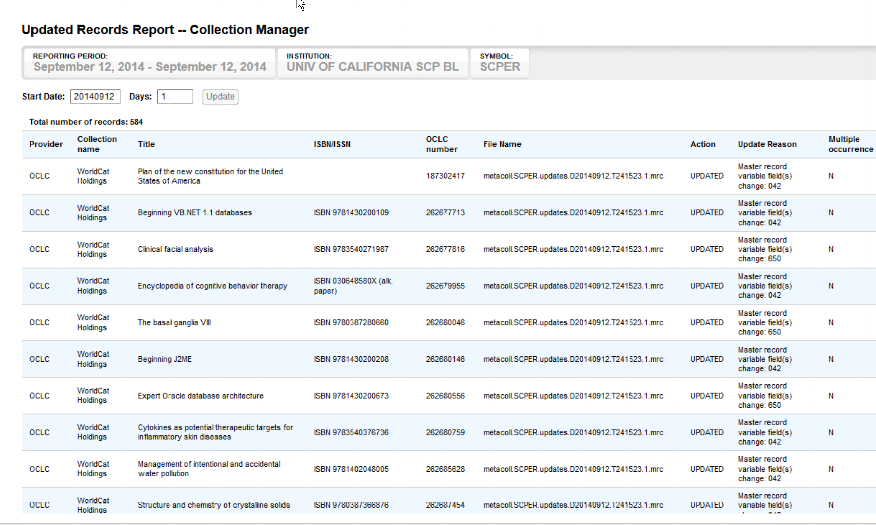 Updated Records Report -- Collection Manager
REPORTING PERIOD: INSTITUTION: SYMBOL:
September 12, 2014 - September 12, 2014 UNIV OF CALIFORNIA SCP BL SCPER
Start Date: 20140912 Days: 1 Update
Total number of records: 584
Provider Collection name Title ISBN/ISSN OCLC number File Name Action Update Reason Multiple occurrence
OCLC WorldCat Holdings Plan of the new constitution for the United States of America 187302417 metacoll.SCPER.updates.D20140912.T241523.1.mrc UPDATED Master record variable field(s) change: 042 N
OCLC WorldCat Holdings Beginning VB.NET 1.1 databases ISBN 9781430200109 262677713 metacoll.SCPER.updates.D20140912.T241523.1.mrc UPDATED Master record variable field(s) change: 042 N
OCLC WorldCat Holdings Clinical facial analysis ISBN 9783540271987 262677816 metacoll.SCPER.updates.D20140912.T241523.1.mrc UPDATED Master record variable field(s) change: 650 N
OCLC WorldCat Holdings Encyclopedia of cognitive behavior therapy ISBN 030648580X (alk. paper) 262679955 metacoll.SCPER.updates.D20140912.T241523.1.mrc UPDATED Master record variable field(s) change: 042 N
OCLC WorldCat Holdings The basal ganglia VIII ISBN 9780387280660 262680046 metacoll.SCPER.updates.D20140912.T241523.1.mrc UPDATED Master record variable field(s) change: 650 N
OCLC WorldCat Holdings Beginning J2ME ISBN 9781430200208 262680146 metacoll.SCPER.updates.D20140912.T241523.1.mrc UPDATED Master record variable field(s) change: 042 N
OCLC WorldCat Holdings Expert Oracle database architecture ISBN 9781430200673 262680556 metacoll.SCPER.updates.D20140912.T241523.1.mrc UPDATED Master record variable field(s) change: 650 N
OCLC WorldCat Holdings Cytokines as potential therapeutic targets for inflammatory skin diseases ISBN 9783540376736 262680759 metacoll.SCPER.updates.D20140912.T241523.1.mrc UPDATED Master record variable field(s) change: 042 N
OCLC WorldCat Holdings Management of intentional and accidental water pollution ISBN 9781402048005 262685628 metacoll.SCPER.updates.D20140912.T241523.1.mrc UPDATED Master record variable field(s) change: 042 N
OCLC WorldCat Holdings Structure and chemistry of crystalline solids ISBN 9780387366876 262687454 metacoll.SCPER.updates.D20140912.T241523.1.mrc UPDATED Master record variable field(s) N